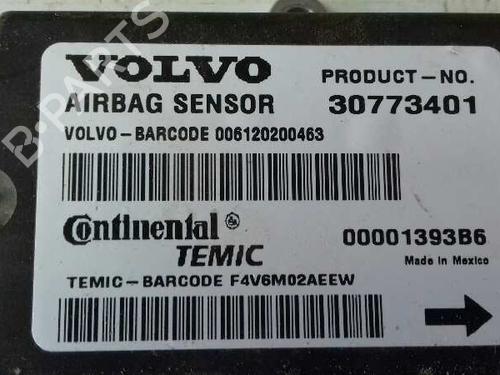 B-PARTS
VOLVO
PRODUCT-NO.
AIRBAG SENSOR
30773401
VOLVO-BARCODE 006120200463
Continental
TEMIC
00001393B6
Made in Mexico
TEMIC-BARCODE F4V6M02AEEW